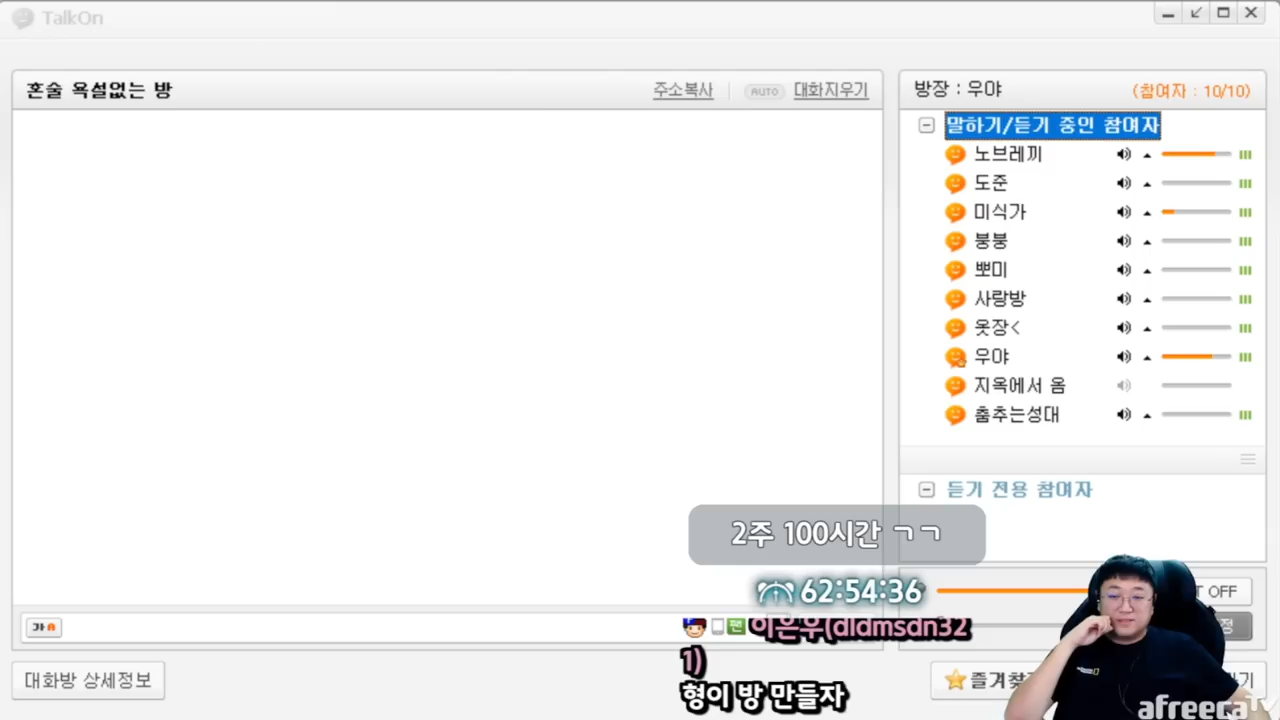 TalkOn
혼술 욕설없는 방
주소복사
AUTO
대화지우기
방장 : 우야
(참여자 : 10/10)
말하기/듣기 중인 참여자
노브레끼
도준
미식가
붕붕
뽀미
사랑방
옷장<
우야
지옥에서 옴
춤추는성대
듣기 전용 참여자
2주 100시간 ㄱㄱ
62:54:36
OFF
가
팬 이은우(dldmsdn32
1)
형이 방 만들자
대화방 상세정보
즐겨찾
afreecaTV